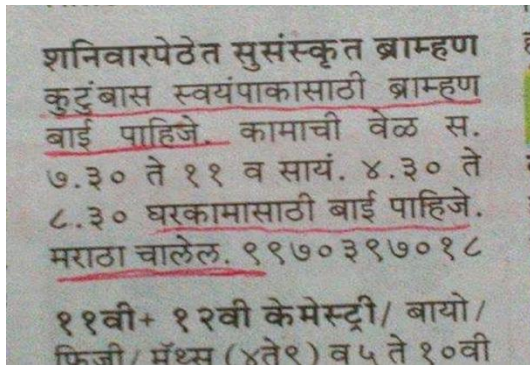 शनिवारपेठेत सुसंस्कृत ब्राम्हण
कुटुंबास स्वयंपाकासाठी ब्राम्हण
बाई पाहिजे. कामाची वेळ स.
७.३० ते ११ व सायं. ४.३० ते
८.३० घरकामासाठी बाई पाहिजे.
मराठा चालेल. ९९७०३९७०१८
११वी+ १२वी केमेस्ट्री/ बायो/
फिजी/ मॅथ्स (४ते९) व ५ ते १०वी